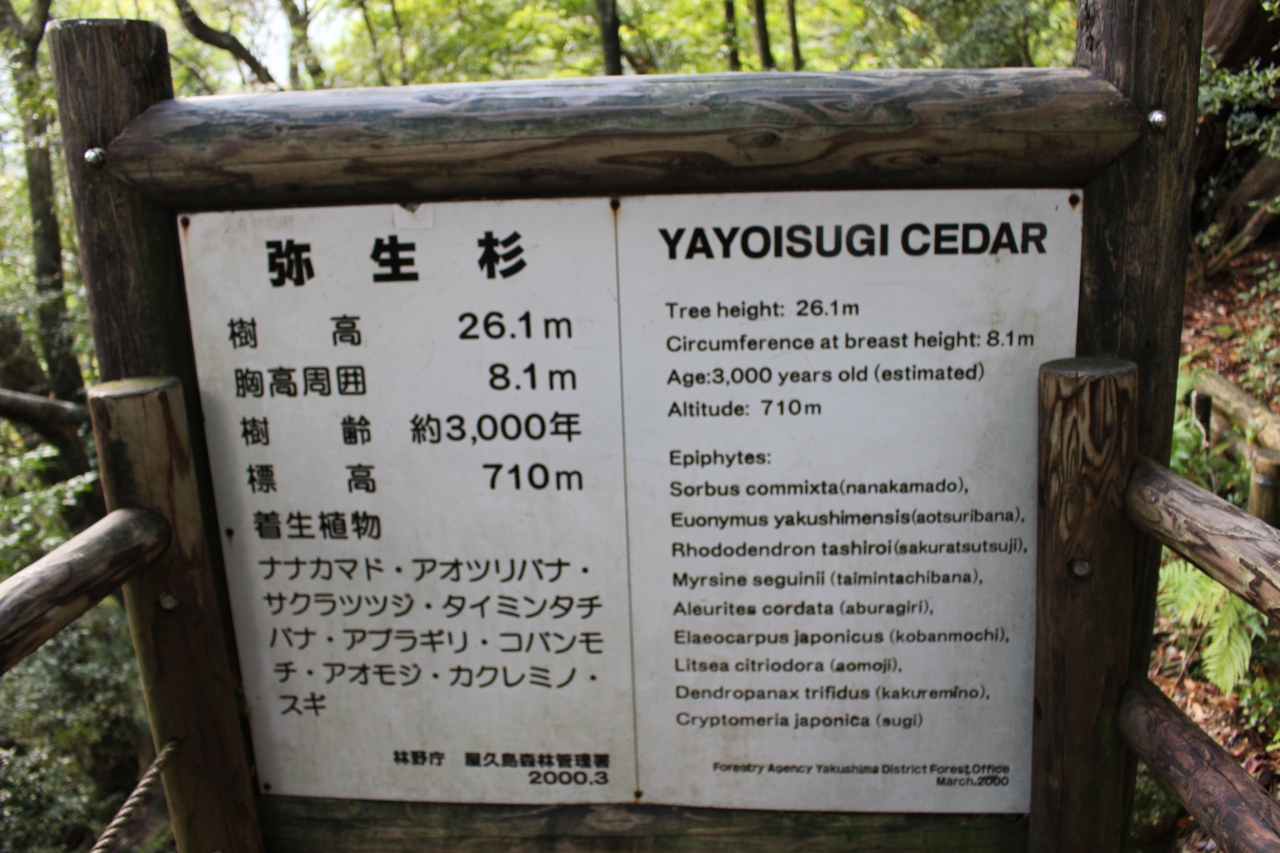 弥生杉
樹高 26.1m
胸高周囲 8.1m
樹齢 約3,000年
標高 710m
着生植物
ナナカマド・アオツリバナ・
サクラツツジ・タイミンタチ
バナ・アブラギリ・コバンモ
チ・アオモジ・カクレミノ・
スギ
林野庁 屋久島森林管理署
2000.3
YAYOISUGI CEDAR
Tree height: 26.1m
Circumference at breast height: 8.1m
Age:3,000 years old (estimated)
Altitude: 710m
Epiphytes:
Sorbus commixta(nanakamado),
Euonymus yakushimensis(aotsuribana),
Rhododendron tashiroi(sakuratsutsuji),
Myrsine seguinii (taimintachibana),
Aleurites cordata (aburagiri),
Elaeocarpus japonicus (kobanmochi),
Litsea citriodora (aomoji),
Dendropanax trifidus (kakuremino),
Cryptomeria japonica (sugi)
Forestry Agency Yakushima District Forest Office
March.2000